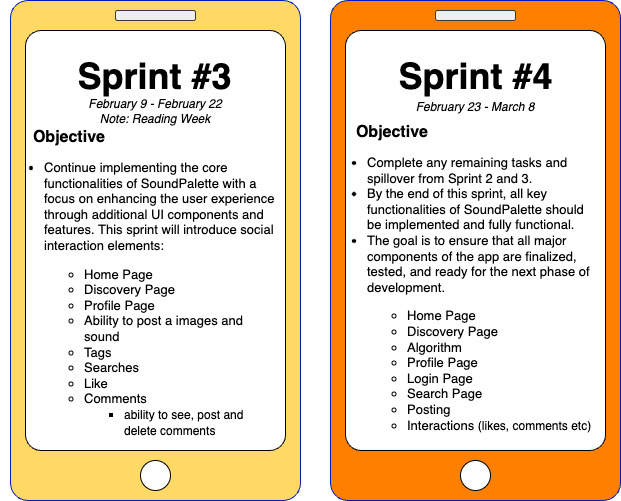 Sprint #3
February 9 - February 22
Note: Reading Week
Objective
• Continue implementing the core
functionalities of SoundPalette with a
focus on enhancing the user experience
through additional UI components and
features. This sprint will introduce social
interaction elements:
○ Home Page
○ Discovery Page
○ Profile Page
○ Ability to post a images and
sound
○ Tags
○ Searches
○ Like
○ Comments
▪ ability to see, post and
delete comments
Sprint #4
February 23 - March 8
Objective
• Complete any remaining tasks and
spillover from Sprint 2 and 3.
• By the end of this sprint, all key
functionalities of SoundPalette should
be implemented and fully functional.
• The goal is to ensure that all major
components of the app are finalized,
tested, and ready for the next phase of
development.
○ Home Page
○ Discovery Page
○ Algorithm
○ Profile Page
○ Login Page
○ Search Page
○ Posting
○ Interactions (likes, comments etc)